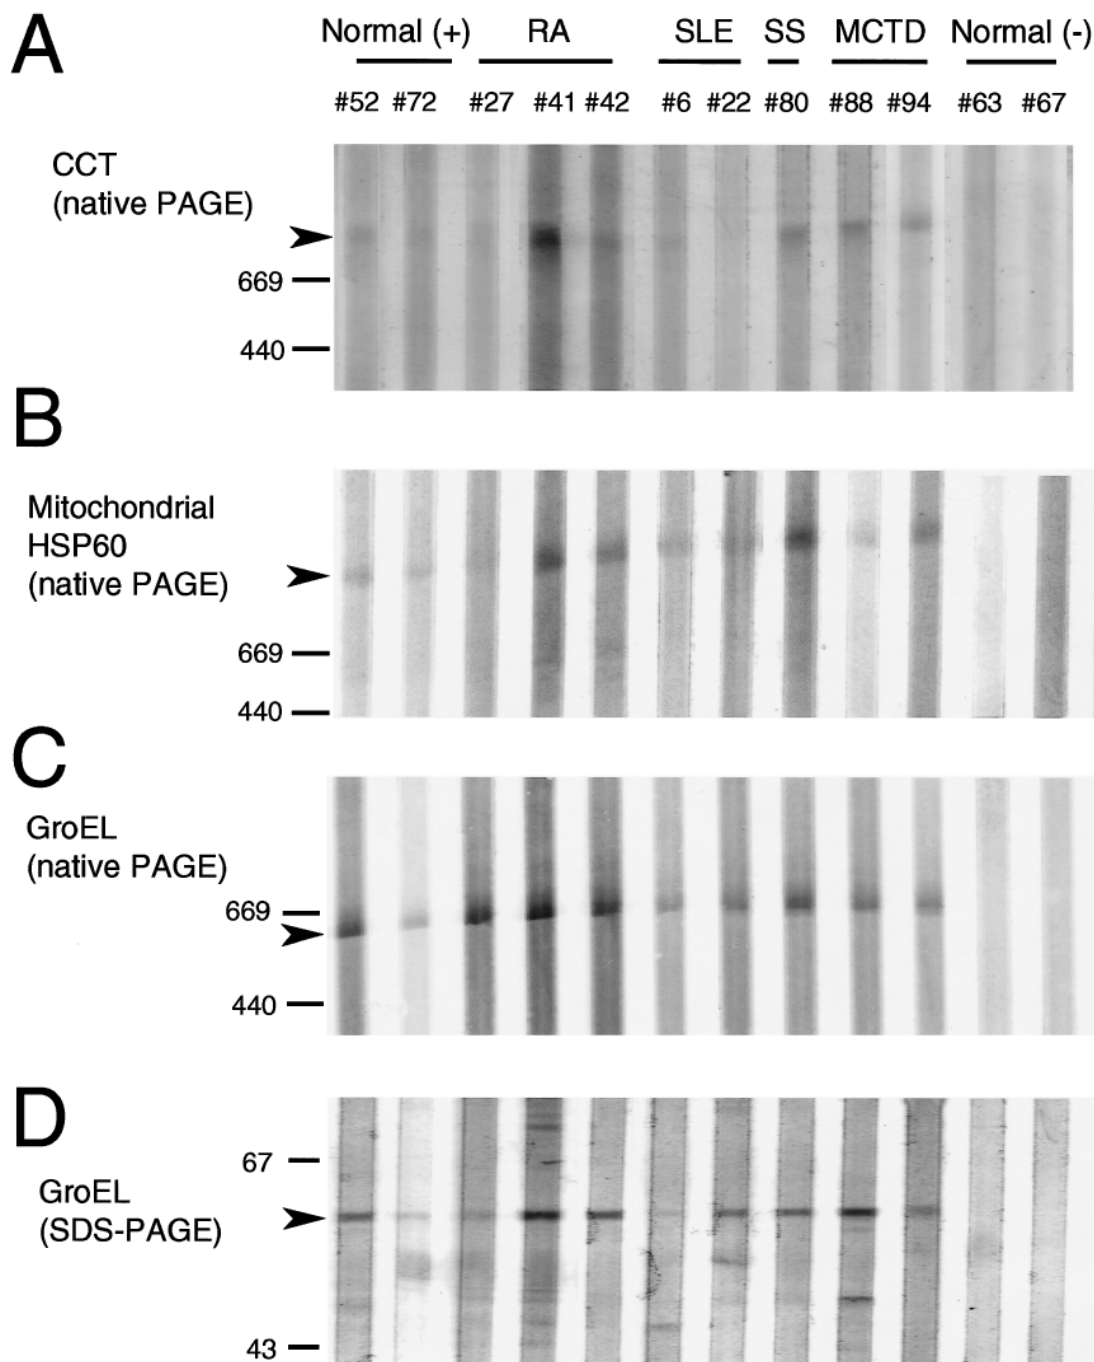 A
Normal (+) RA SLE SS MCTD Normal (-)
#52 #72 #27 #41 #42 #6 #22 #80 #88 #94 #63 #67
CCT
(native PAGE)
669
440
B
Mitochondrial
HSP60
(native PAGE)
669
440
C
GroEL
(native PAGE)
669
440
D
67
GroEL
(SDS-PAGE)
43